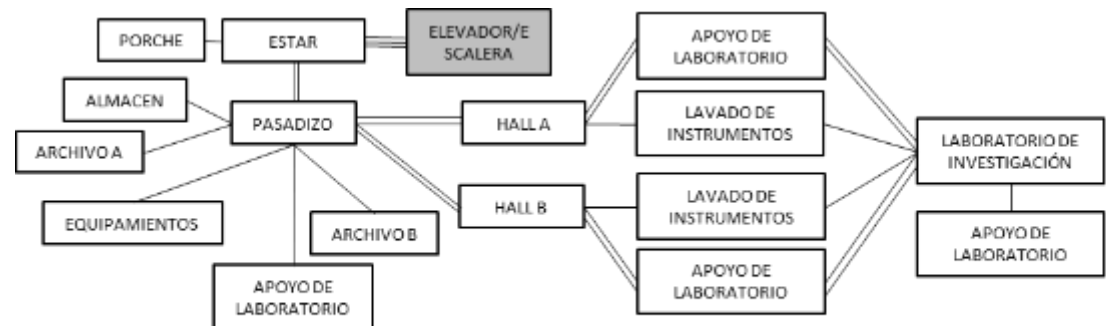 PORCHE
ESTAR
ELEVADOR/E
SCALERA
APOYO DE
LABORATORIO
ALMACEN
PASADIZO
HALL A
LAVADO DE
INSTRUMENTOS
ARCHIVO A
LABORATORIO DE
INVESTIGACIÓN
EQUIPAMIENTOS
ARCHIVO B
HALL B
LAVADO DE
INSTRUMENTOS
APOYO DE
LABORATORIO
APOYO DE
LABORATORIO
APOYO DE
LABORATORIO